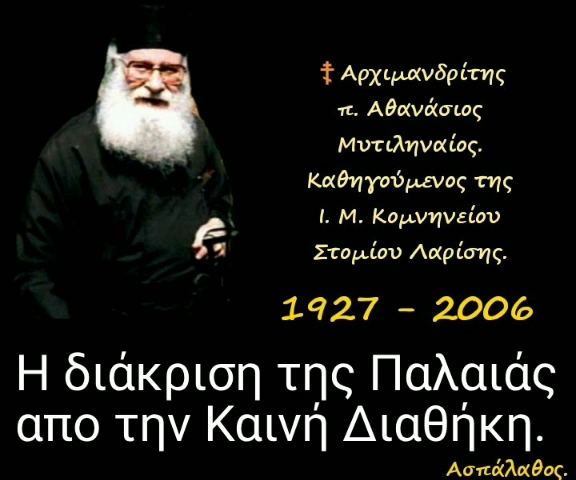 ‡ Αρχιμανδρίτης
π. Αθανάσιος
Μυτιληναίος.
Καθηγούμενος της
Ι. Μ. Κομνηνείου
Στομίου Λαρίσης.
1927 - 2006
Η διάκριση της Παλαιάς
απο την Καινή Διαθήκη.
Ασπάλαθος.